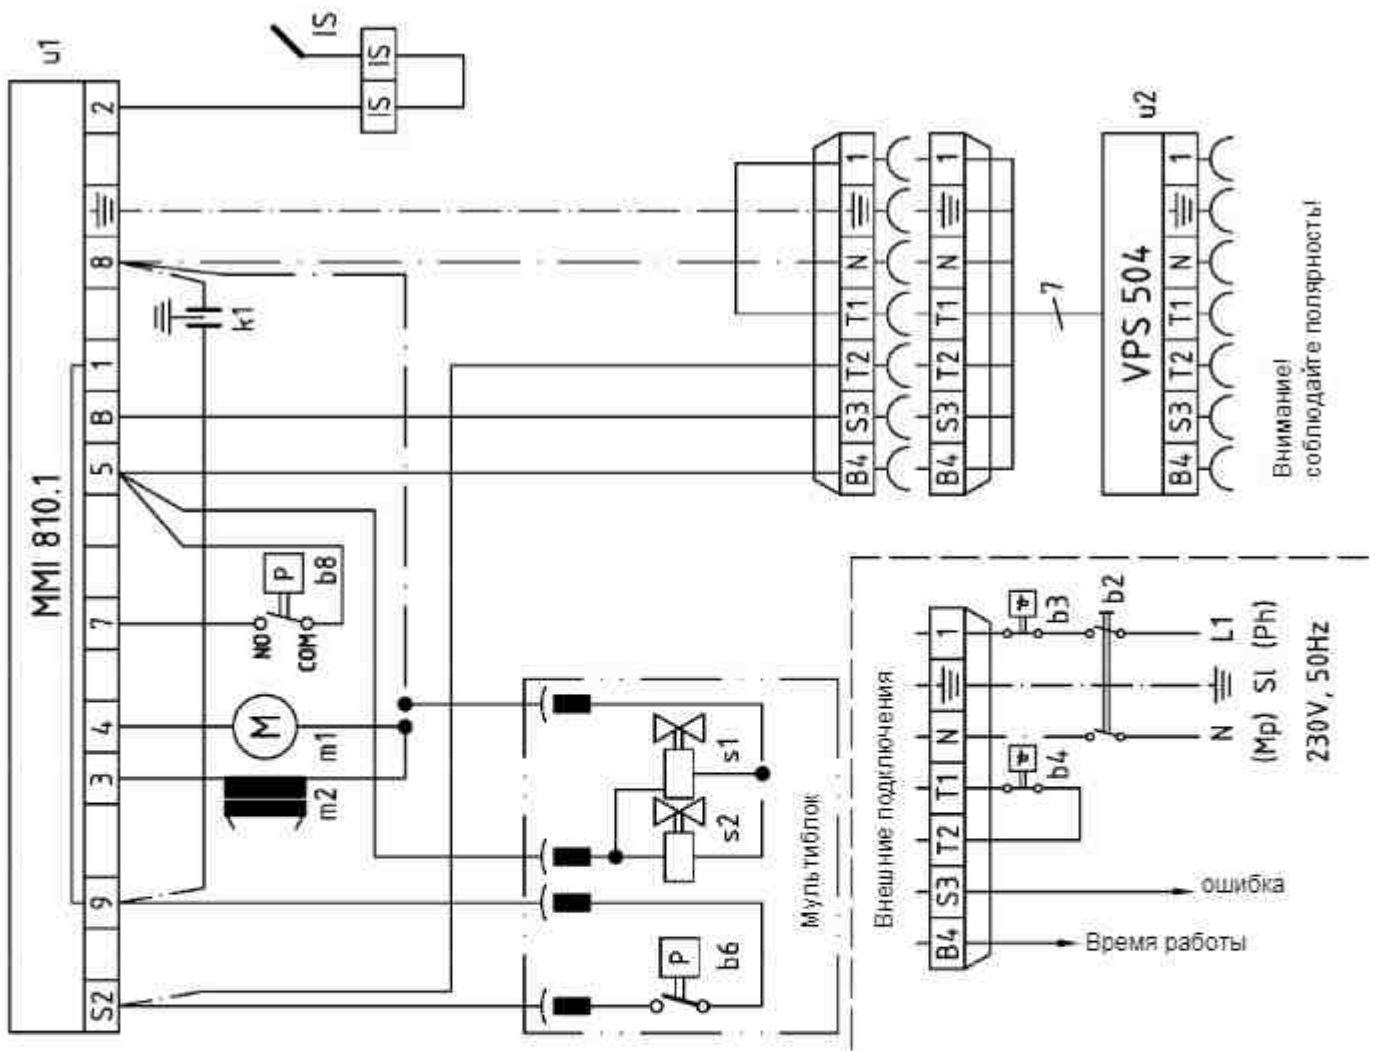 u1
MMI 810.1
2
8
1
B
5
7
4
3
9
S2
IS
IS
IS
k1
P
b8
NO
COM
M
m1
m2
s1
s2
Мультиблок
P
b6
1
N
T1
T2
S3
B4
1
N
T1
T2
S3
B4
7
u2
VPS 504
1
N
T1
T2
S3
B4
Внимание!
соблюдайте полярность!
Внешние подключения
1
N
T1
T2
S3
B4
b3
b2
b4
L1 (Ph)
Sl
N (Mp)
230V, 50Hz
ошибка
Время работы